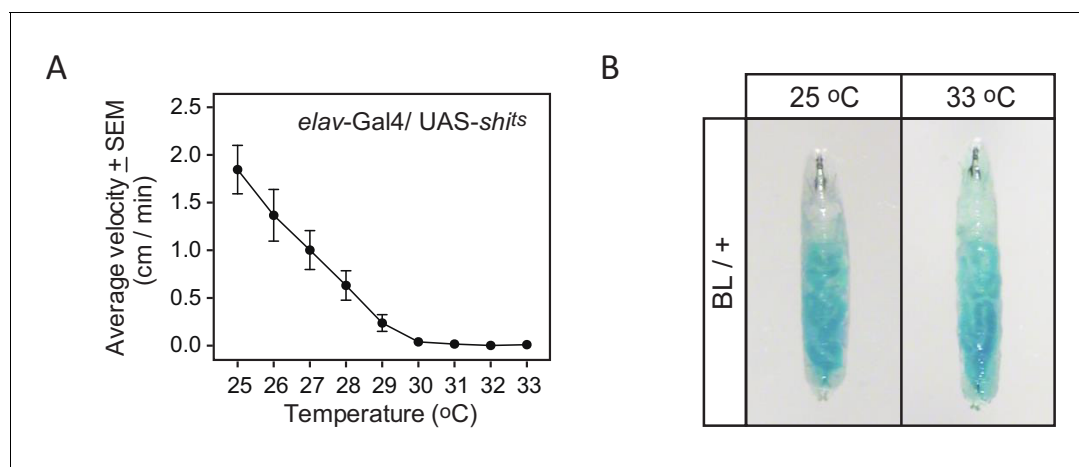 A
B
elav-Gal4/ UAS-shits
Average velocity ± SEM
(cm / min)
2.5
2.0
1.5
1.0
0.5
0.0
25 26 27 28 29 30 31 32 33
Temperature (oC)
25 oC 33 oC
BL / +